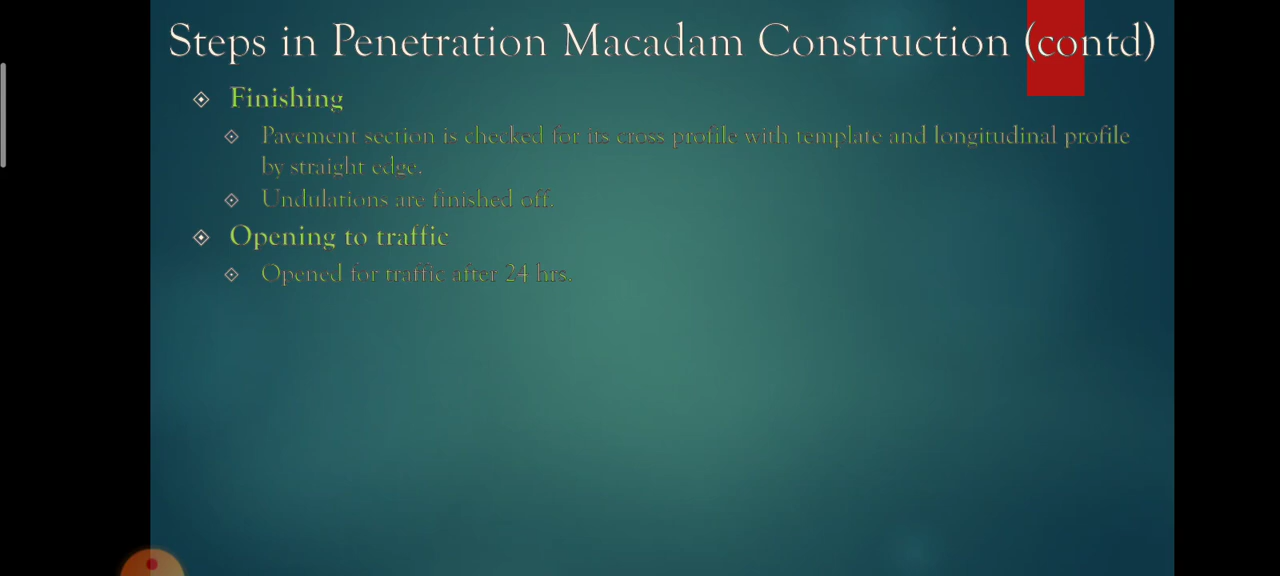 Steps in Penetration Macadam Construction (contd)
Finishing
Pavement section is checked for its cross profile with template and longitudinal profile
by straight edge.
Undulations are finished off.
Opening to traffic
Opened for traffic after 24 hrs.